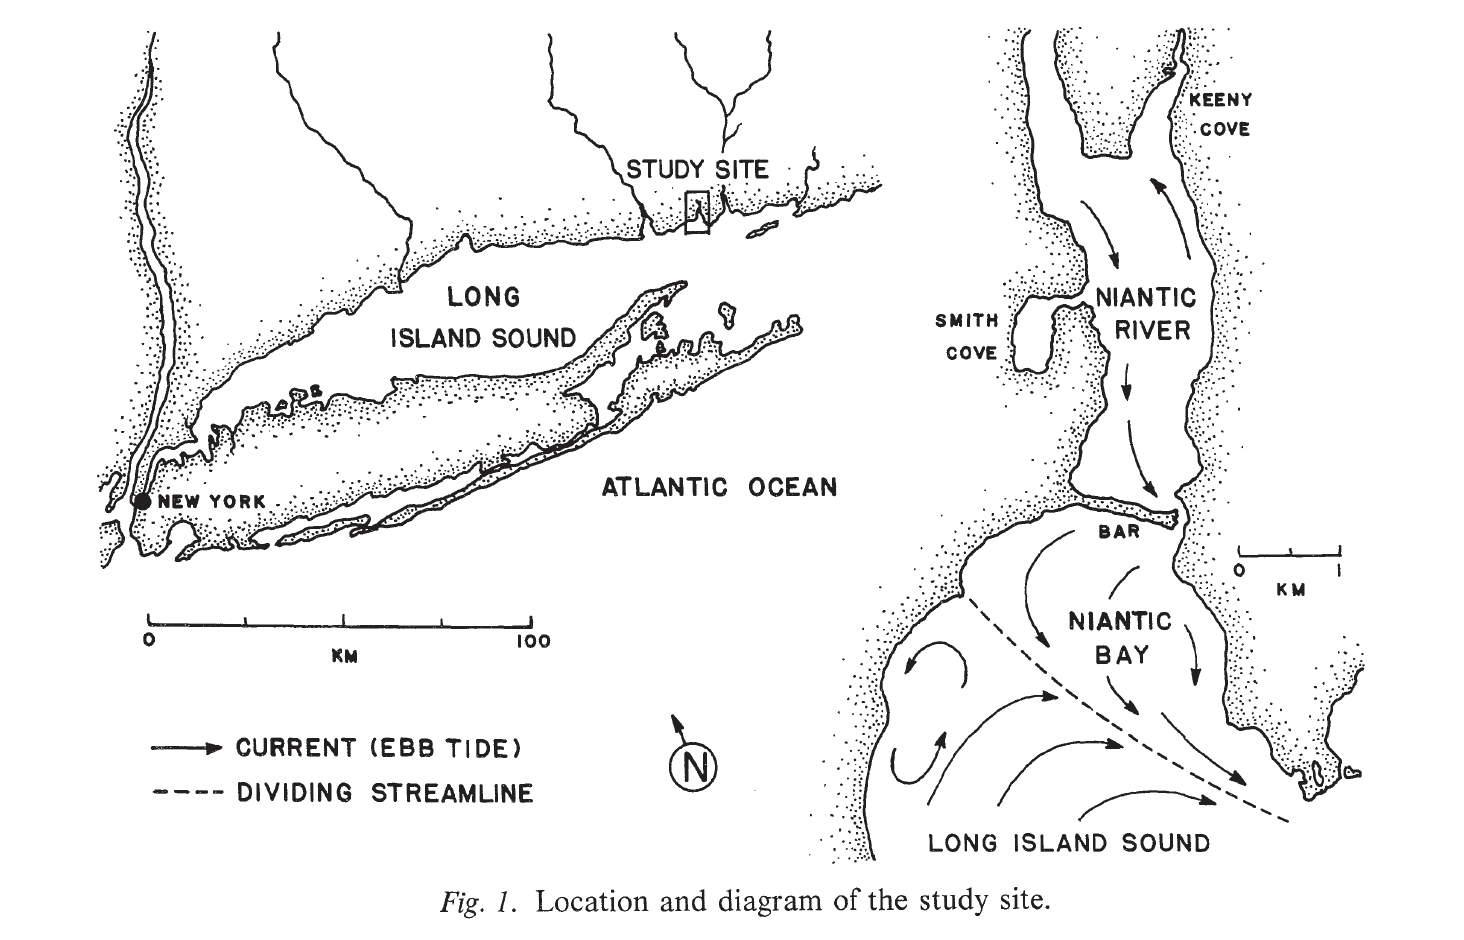 STUDY SITE
LONG
ISLAND SOUND
ATLANTIC OCEAN
NEW YORK
0 100
KM
CURRENT (EBB TIDE)
DIVIDING STREAMLINE
N
KEENY
COVE
NIANTIC
RIVER
SMITH
COVE
BAR
0 1
KM
NIANTIC
BAY
LONG ISLAND SOUND
Fig. 1. Location and diagram of the study site.